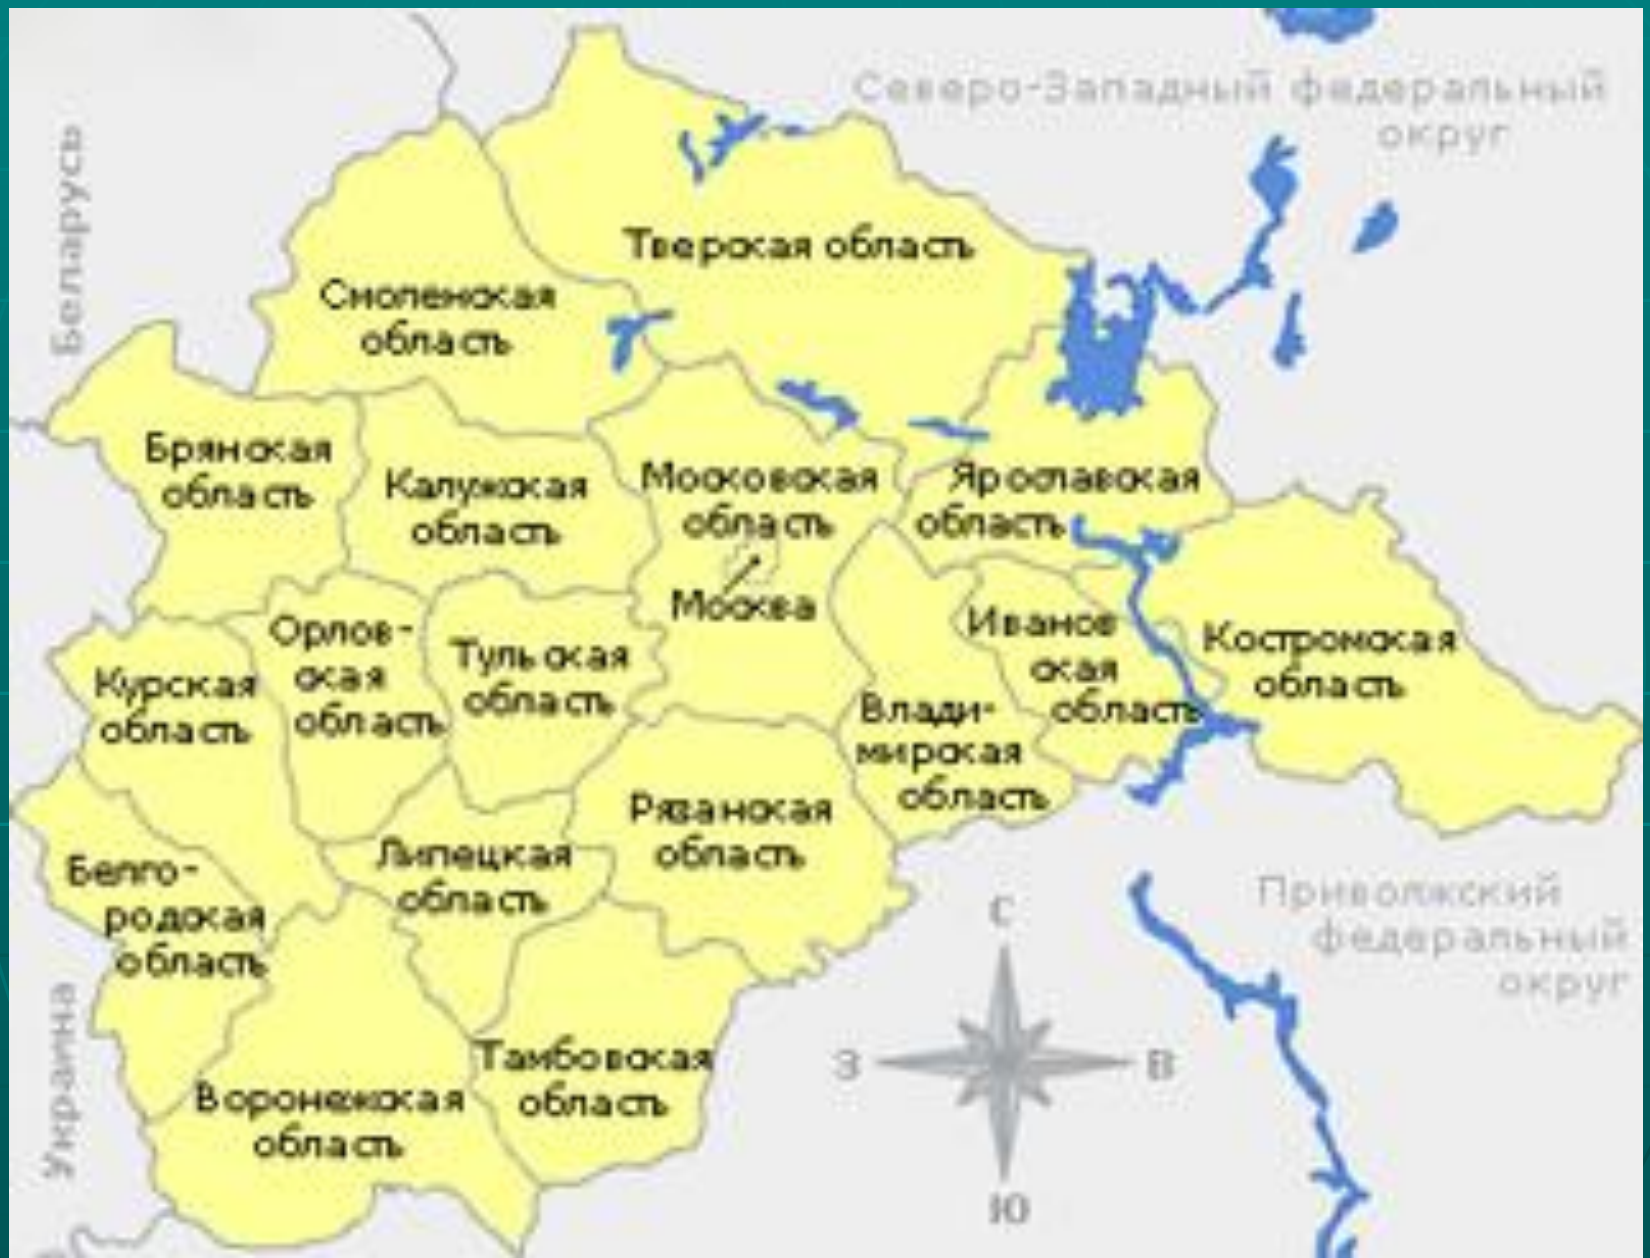 Северо-Западный федеральный
округ
Беларусь
Тверская область
Смоленская
область
Брянская
область
Калужская
область
Московская
область
Москва
Ярославская
область
Костромская
область
Иванов
ская
область
Влади-
мирская
область
Орлов-
ская
область
Тульская
область
Курская
область
Рязанская
область
Липецкая
область
Белго-
родская
область
Воронежская
область
Тамбовская
область
Украина
Приволжский
федеральный
округ
С
З
В
Ю